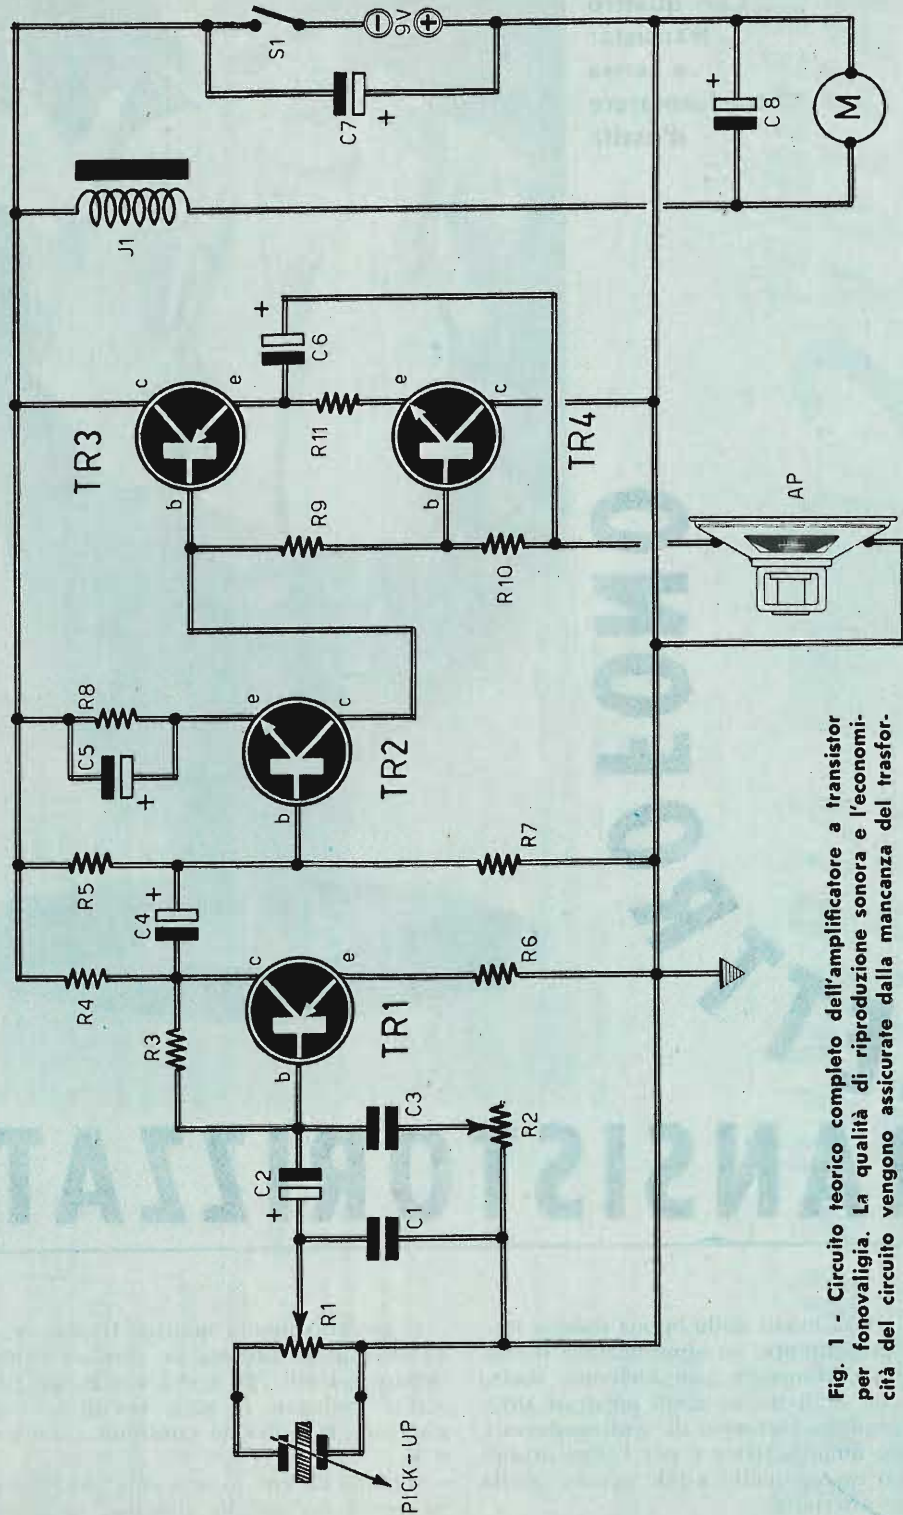 S1
9V
C7
+
J1
+
C8
M
TR3
c
e
b
+
C6
R11
R9
e
c
b
TR4
R10
AP
R8
C5
+
e
c
b
TR2
R5
C4
+
R7
R4
R3
c
e
b
TR1
R6
C2
+
C1
C3
R2
R1
PICK-UP
Fig. 1 - Circuito teorico completo dell'amplificatore a transistor
per fonovaligia. La qualità di riproduzione sonora e l'economi-
cità del circuito vengono assicurate dalla mancanza del trasfor-